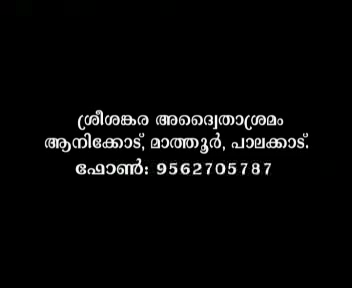 ശ്രീശങ്കര അദ്വൈതാശ്രമം
ആനിക്കോട്, മാത്തൂർ, പാലക്കാട്.
ഫോൺ: 9562705787